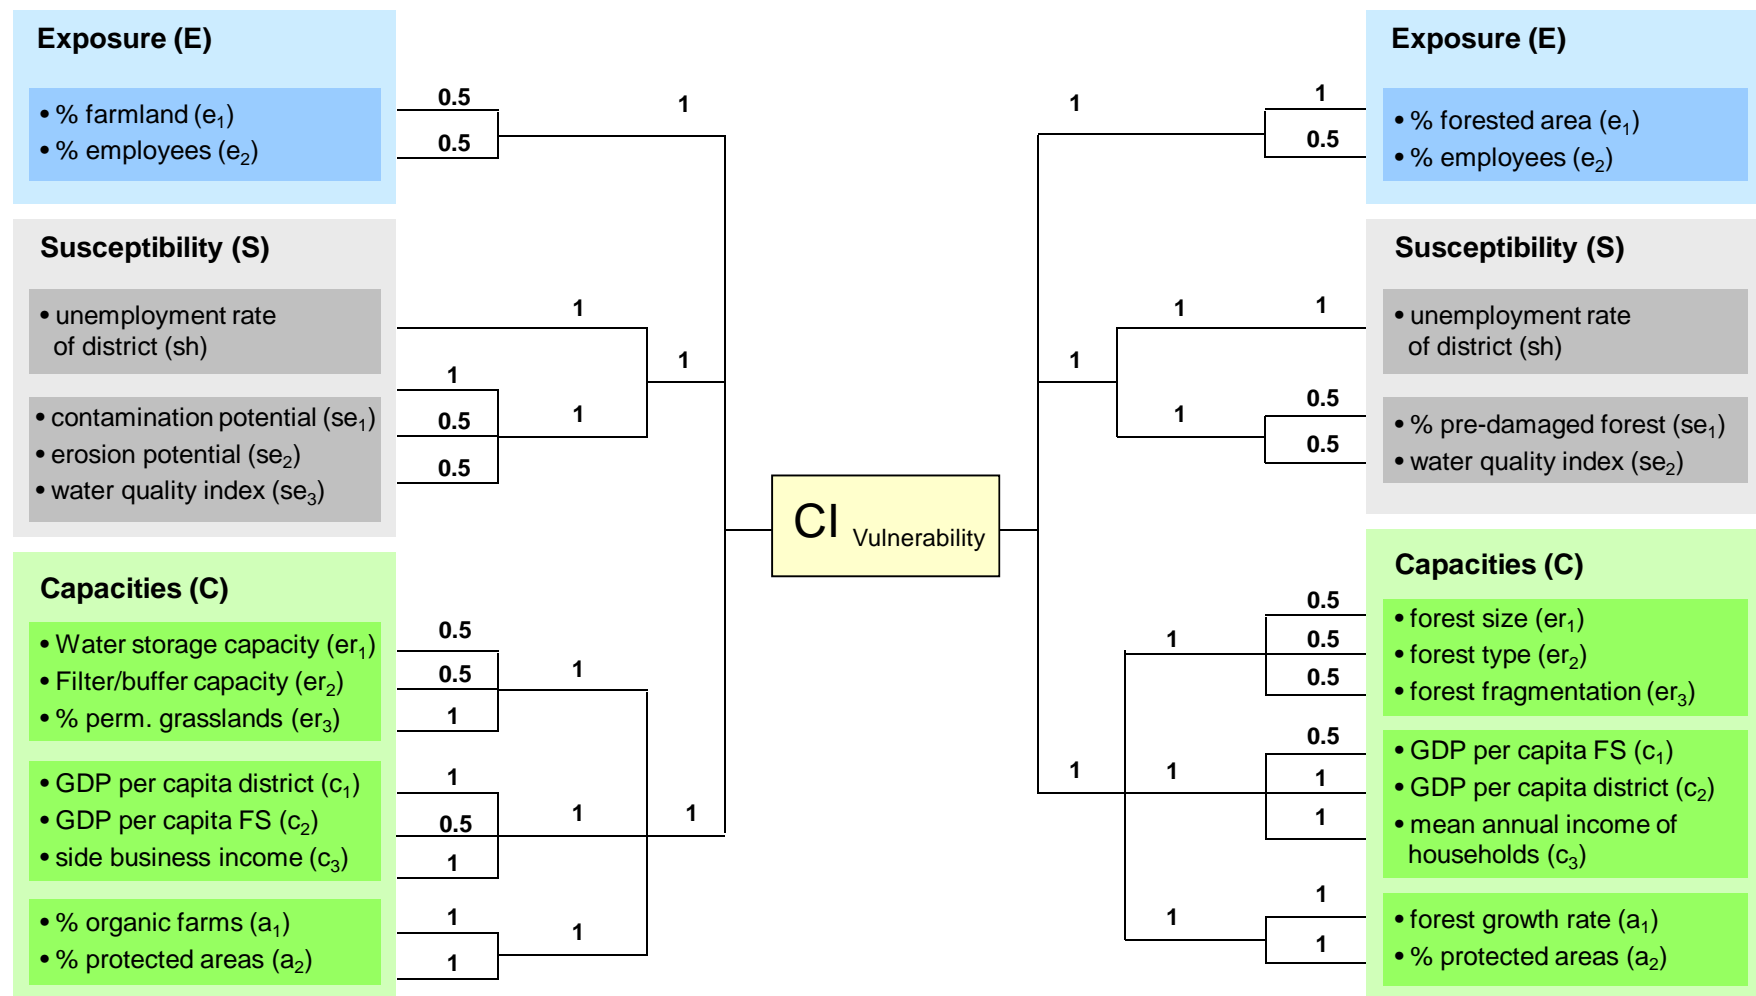 Exposure (E)
0.5
• % farmland (e1)
• % employees (e2)
0.5
1
Susceptibility (S)
• unemployment rate
of district (sh)
1
1
1
• contamination potential (se1)
0.5
1
• erosion potential (se2)
0.5
• water quality index (se3)
Capacities (C)
0.5
• Water storage capacity (er1)
0.5
1
• Filter/buffer capacity (er2)
1
• % perm. grasslands (er3)
1
• GDP per capita district (c1)
0.5
1
1
• GDP per capita FS (c2)
1
• side business income (c3)
1
• % organic farms (a1)
1
1
• % protected areas (a2)
CI Vulnerability
Exposure (E)
1
1
• % forested area (e1)
0.5
• % employees (e2)
Susceptibility (S)
1
1
• unemployment rate
of district (sh)
1
0.5
1
• % pre-damaged forest (se1)
0.5
• water quality index (se2)
Capacities (C)
0.5
• forest size (er1)
1
0.5
• forest type (er2)
0.5
• forest fragmentation (er3)
0.5
• GDP per capita FS (c1)
1
1
1
• GDP per capita district (c2)
1
• mean annual income of
households (c3)
1
• forest growth rate (a1)
1
1
• % protected areas (a2)